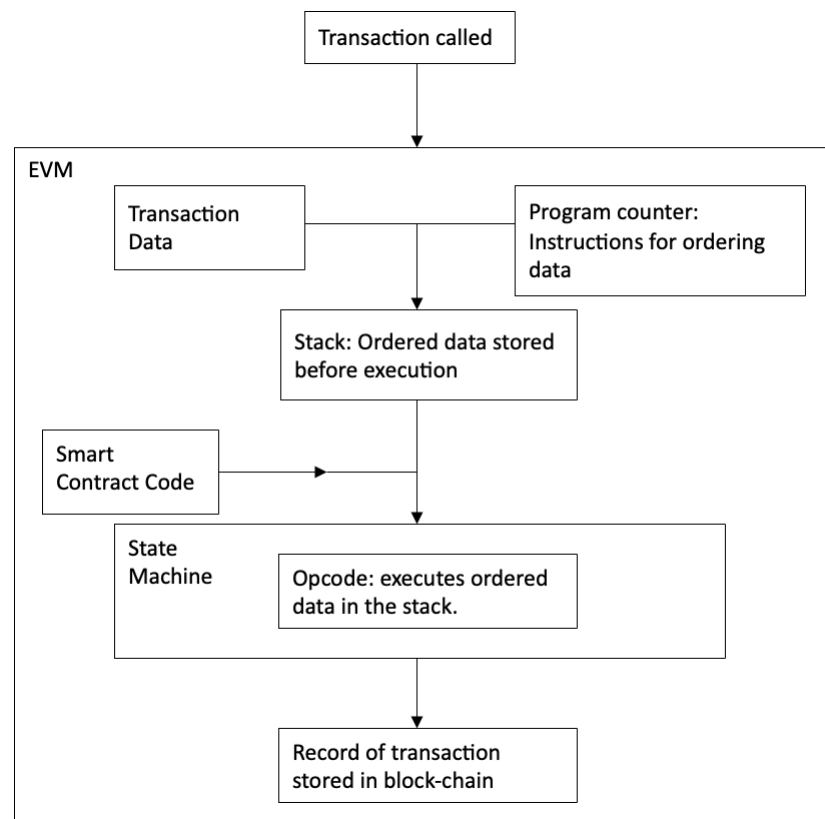 Transaction called
EVM
Transaction
Data
Program counter:
Instructions for ordering
data
Stack: Ordered data stored
before execution
Smart
Contract Code
State
Machine
Opcode: executes ordered
data in the stack.
Record of transaction
stored in block-chain